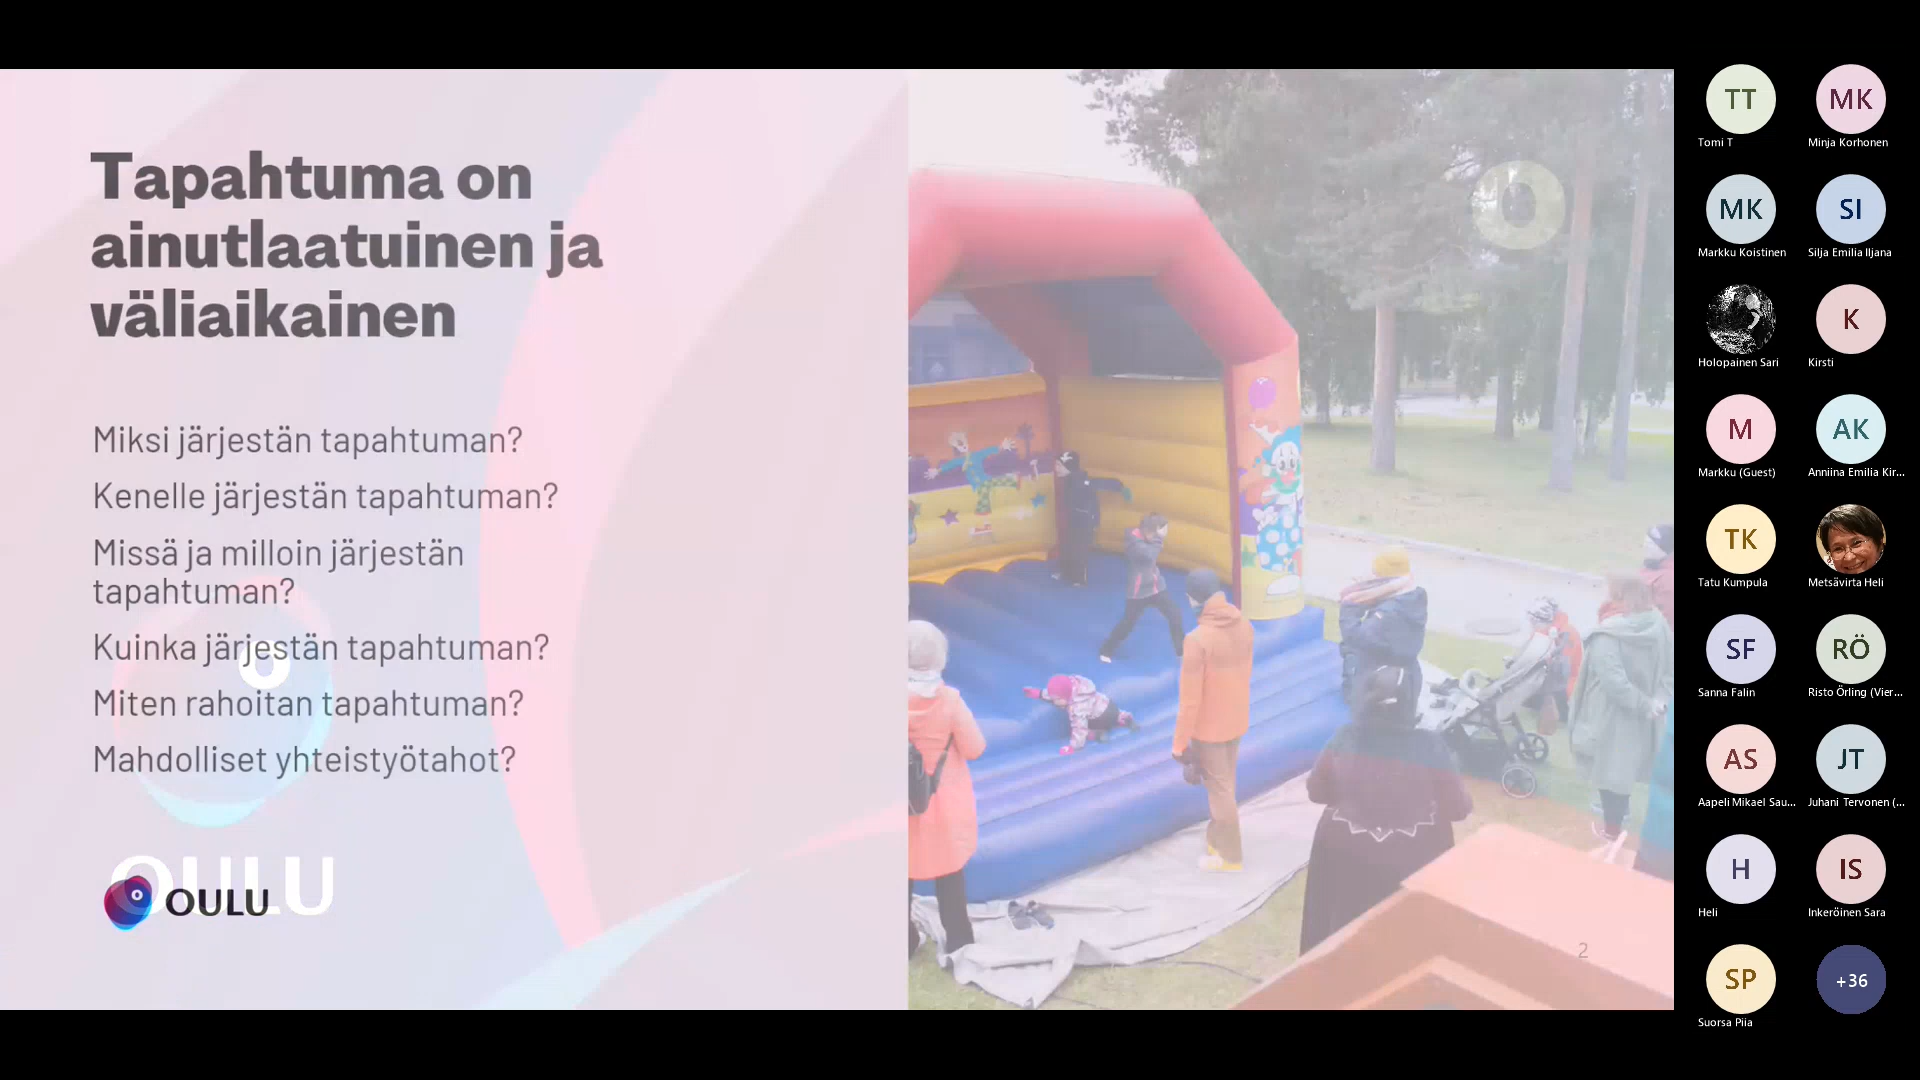 Tapahtuma on
ainutlaatuinen ja
väliaikainen
Miksi järjestän tapahtuman?
Kenelle järjestän tapahtuman?
Missä ja milloin järjestän
tapahtuman?
Kuinka järjestän tapahtuman?
Miten rahoitan tapahtuman?
Mahdolliset yhteistyötahot?
OULU
OULU
2
TT
Tomi T
MK
Minja Korhonen
MK
Markku Koistinen
SI
Silja Emilia Iljana
Holopainen Sari
K
Kirsti
M
Markku (Guest)
AK
Anniina Emilia Kir...
TK
Tatu Kumpula
Metsävirta Heli
SF
Sanna Falin
RÖ
Risto Örling (Vier...
AS
Aapeli Mikael Sau...
JT
Juhani Tervonen (...
H
Heli
IS
Inkeröinen Sara
SP
Suorsa Piia
+36